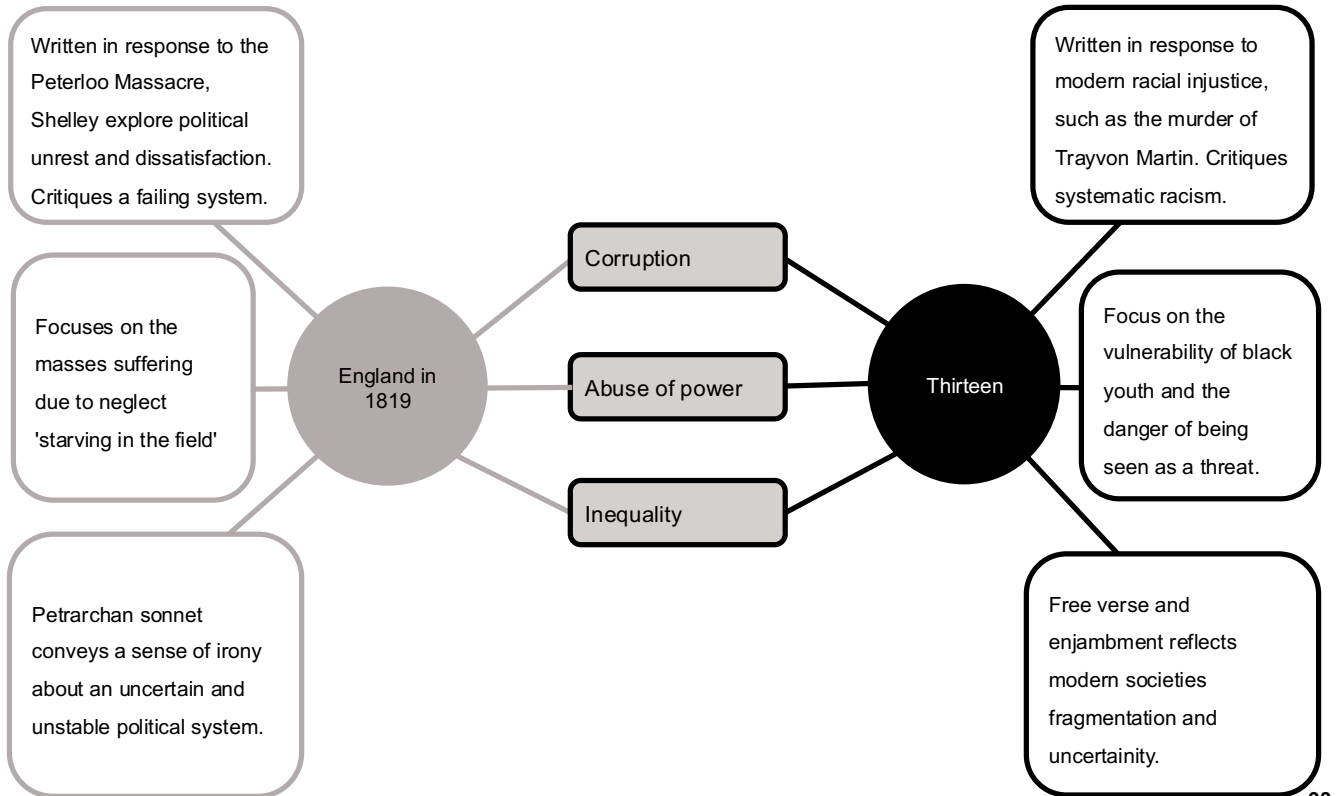 Written in response to the
Peterloo Massacre,
Shelley explore political
unrest and dissatisfaction.
Critiques a failing system.
Focuses on the
masses suffering
due to neglect
'starving in the field'
Petrarchan sonnet
conveys a sense of irony
about an uncertain and
unstable political system.
England in
1819
Corruption
Abuse of power
Inequality
Thirteen
Written in response to
modern racial injustice,
such as the murder of
Trayvon Martin. Critiques
systematic racism.
Focus on the
vulnerability of black
youth and the
danger of being
seen as a threat.
Free verse and
enjambment reflects
modern societies
fragmentation and
uncertainity.